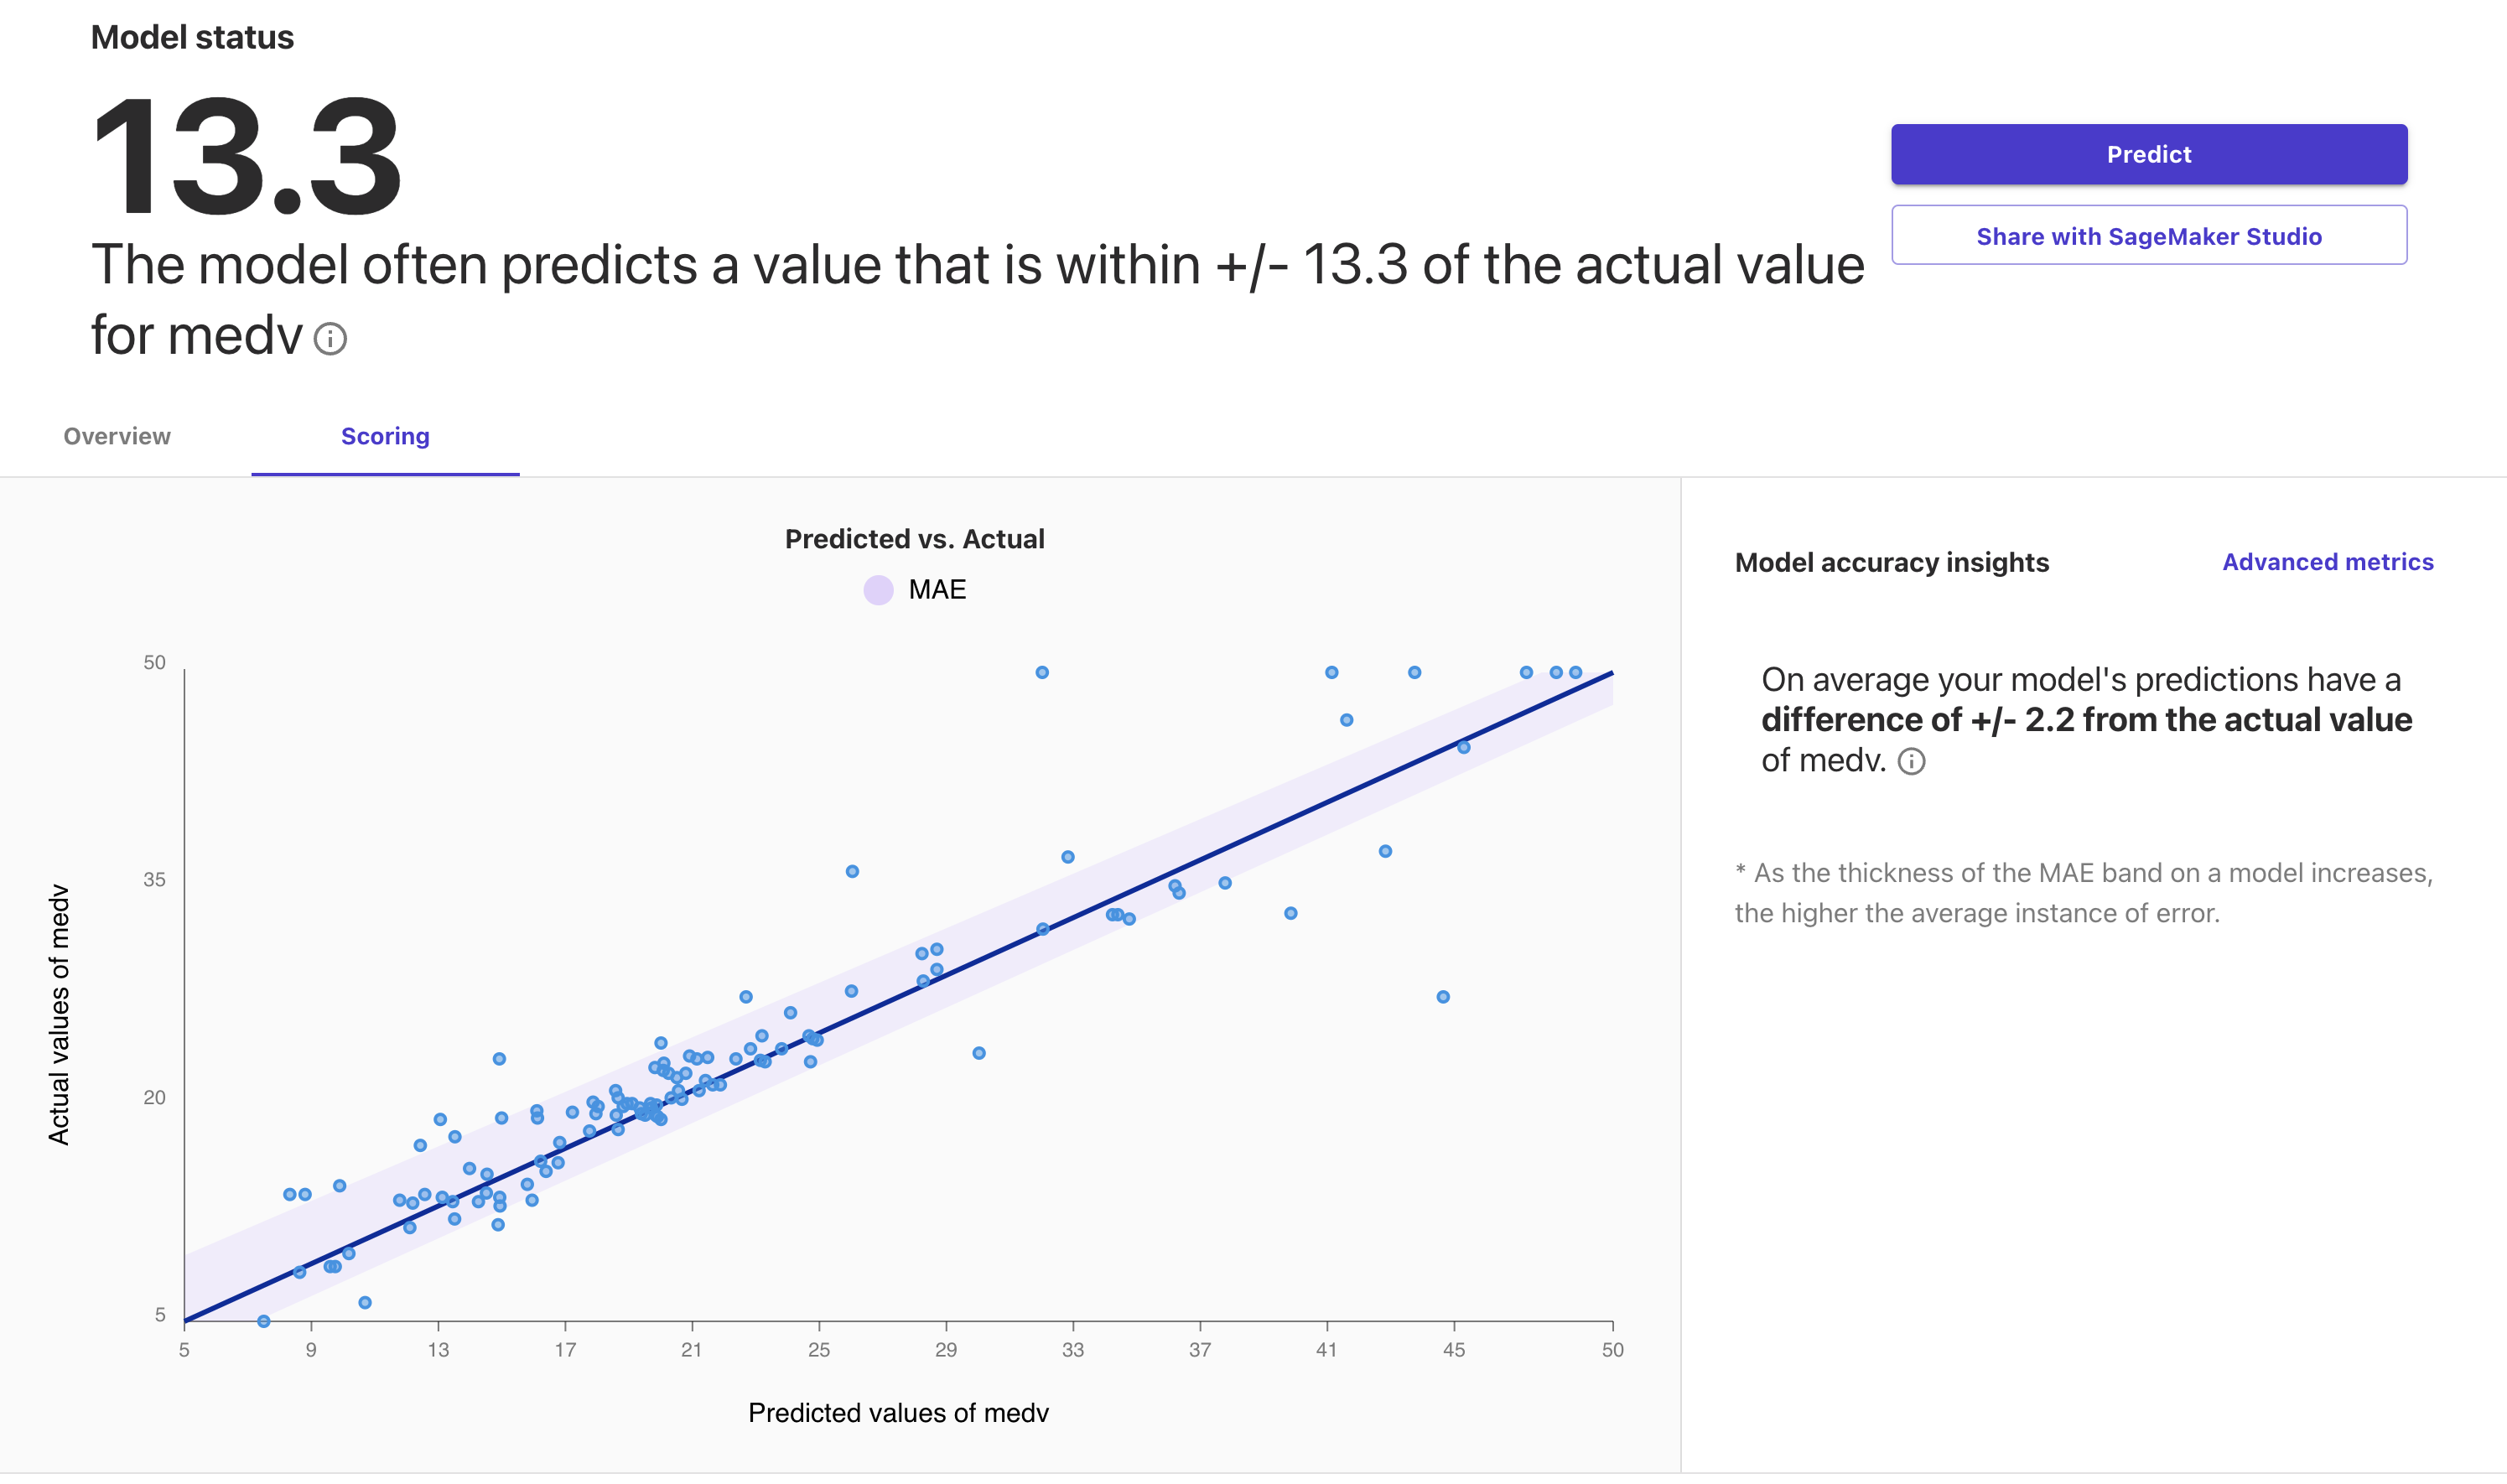 Model status
13.3
The model often predicts a value that is within +/- 13.3 of the actual value
for medv
Predict
Share with SageMaker Studio
Overview
Scoring
Predicted vs. Actual
MAE
50
35
20
5
Actual values of medv
5
9
13
17
21
25
29
33
37
41
45
50
Predicted values of medv
Model accuracy insights
Advanced metrics
On average your model's predictions have a
difference of +/- 2.2 from the actual value
of medv.
* As the thickness of the MAE band on a model increases,
the higher the average instance of error.